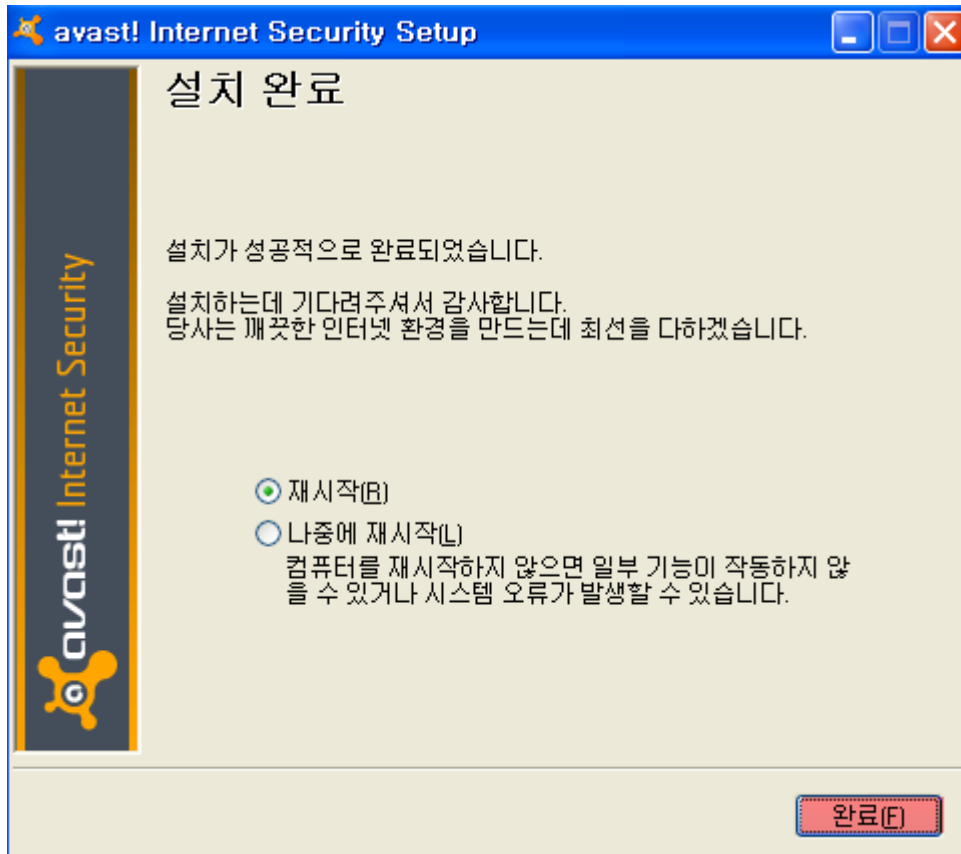 avast! Internet Security Setup
설치 완료
설치가 성공적으로 완료되었습니다.
설치하는데 기다려주셔서 감사합니다.
당사는 깨끗한 인터넷 환경을 만드는데 최선을 다하겠습니다.
avast! Internet Security
재시작(R)
나중에 재시작(L)
컴퓨터를 재시작하지 않으면 일부 기능이 작동하지 않
을 수 있거나 시스템 오류가 발생할 수 있습니다.
완료(F)